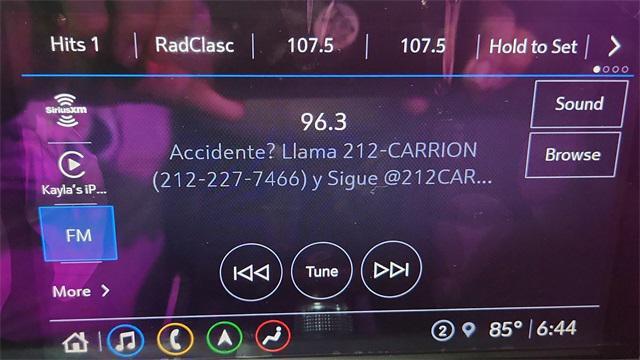 Hits 1 RadClasc 107.5 107.5 Hold to Set
SiriusXM
Sound
96.3
Accidente? Llama 212-CARRION
(212-227-7466) y Sigue @212CAR...
Browse
Kayla's iP...
FM
Tune
More
2 85° 6:44